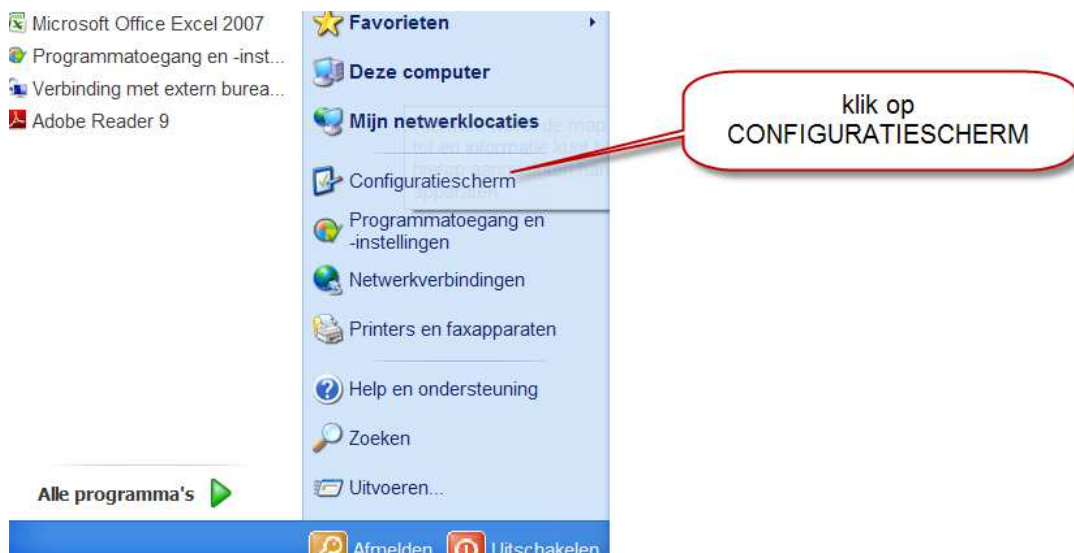 Microsoft Office Excel 2007
Programmatoegang en -inst...
Verbinding met extern burea...
Adobe Reader 9
Alle programma's
Favorieten
Deze computer
Mijn netwerklocaties
Configuratiescherm
Programmatoegang en
-instellingen
Netwerkverbindingen
Printers en faxapparaten
Help en ondersteuning
Zoeken
Uitvoeren...
Afmelden
Uitschakelen
klik op
CONFIGURATIESCHERM